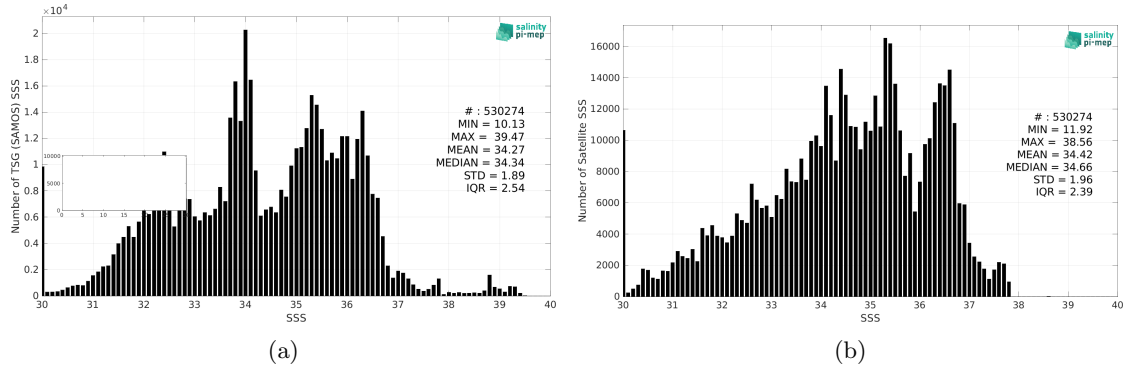 ×10⁴
2
1.8
1.6
1.4
1.2
1
0.8
0.6
0.4
0.2
0
Number of TSG (SAMOS) SSS
10000
5000
0
0 5 10 15 20 25
salinity
pi-mep
# : 530274
MIN = 10.13
MAX = 39.47
MEAN = 34.27
MEDIAN = 34.34
STD = 1.89
IQR = 2.54
30 31 32 33 34 35 36 37 38 39 40
SSS
(a)
16000
14000
12000
10000
8000
6000
4000
2000
0
Number of Satellite SSS
salinity
pi-mep
# : 530274
MIN = 11.92
MAX = 38.56
MEAN = 34.42
MEDIAN = 34.66
STD = 1.96
IQR = 2.39
30 31 32 33 34 35 36 37 38 39 40
SSS
(b)